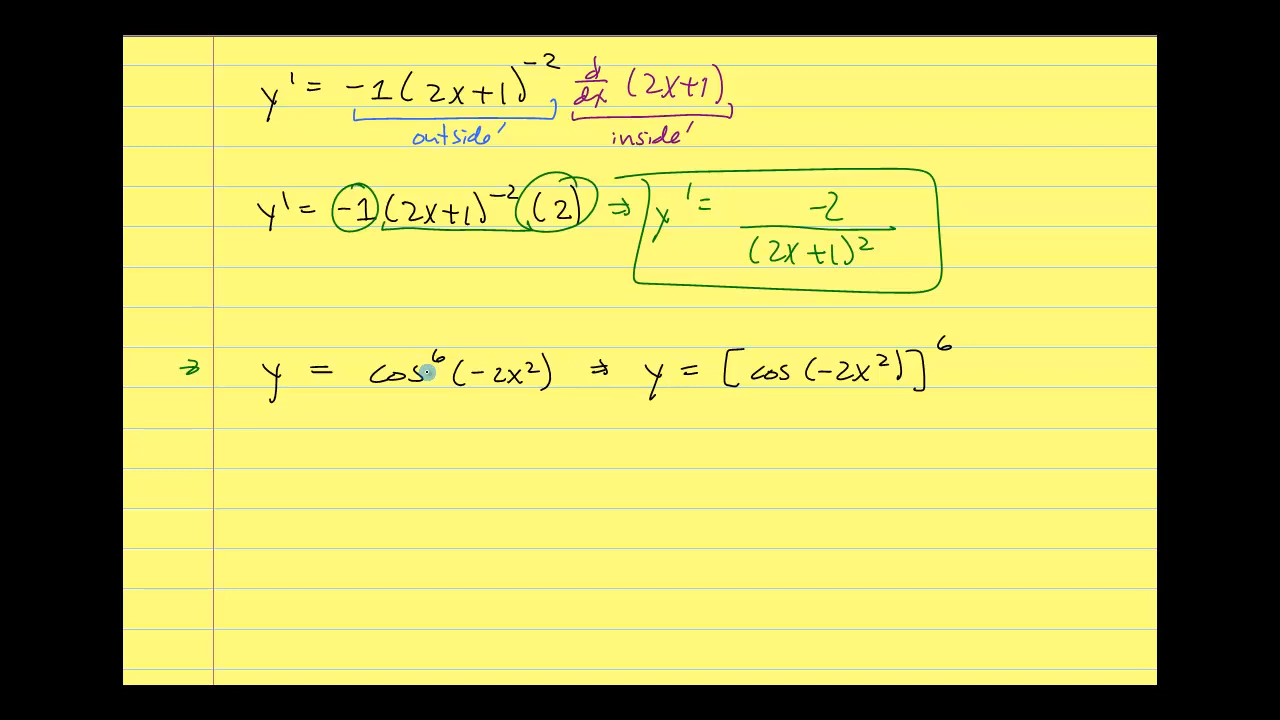 y' = -1(2x+1)^-2 d/dx (2x+1)
outside' inside'
y' = -1(2x+1)^-2 (2) ⇒ y' = -2/(2x+1)^2
⇒ y = cos^6(-2x^2) ⇒ y = [cos(-2x^2)]^6